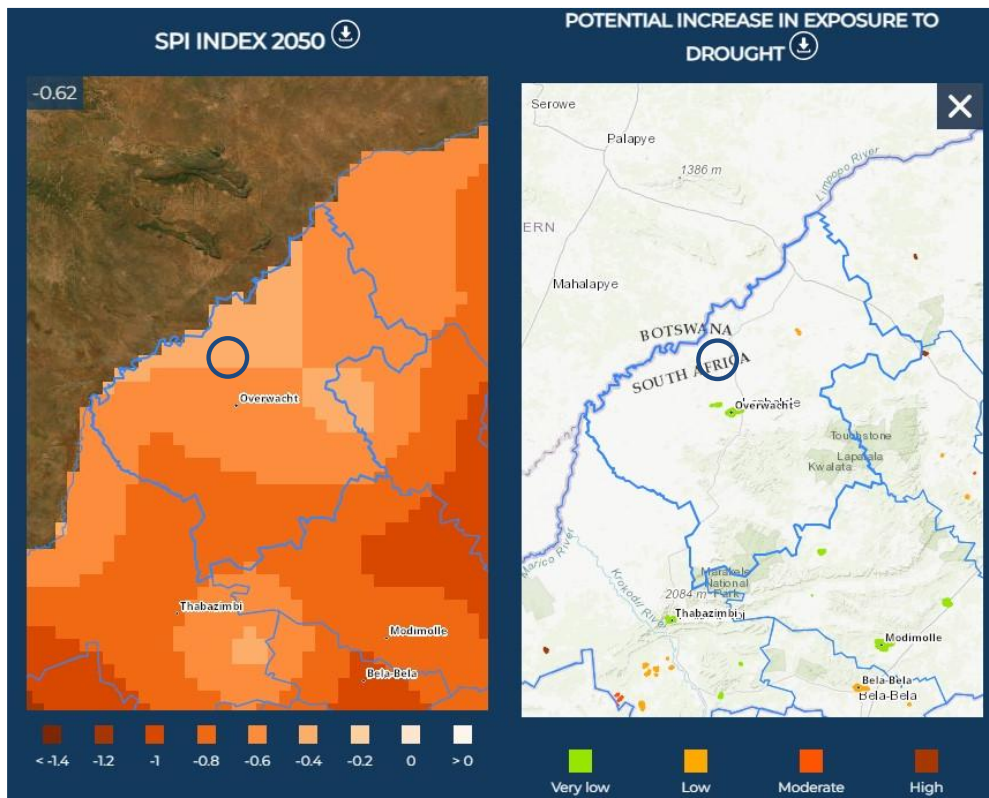 SPI INDEX 2050
-0.62
Overwacht
Thabazimbi
Modimolle
Bela-Bela
< -1.4
-1.2
-1
-0.8
-0.6
-0.4
-0.2
0
> 0
POTENTIAL INCREASE IN EXPOSURE TO
DROUGHT
Serowe
Palapye
1386 m
Limpopo River
ERN
Mahalapye
BOTSWANA
SOUTH AFRICA
Overwacht
Touchstone
Lapalala
Kwalata
Marico River
Krokodil River
Marakele
National
Park
2084 m
Thabazimbi
Modimolle
Bela-Bela
Bela-Bela
Very low
Low
Moderate
High